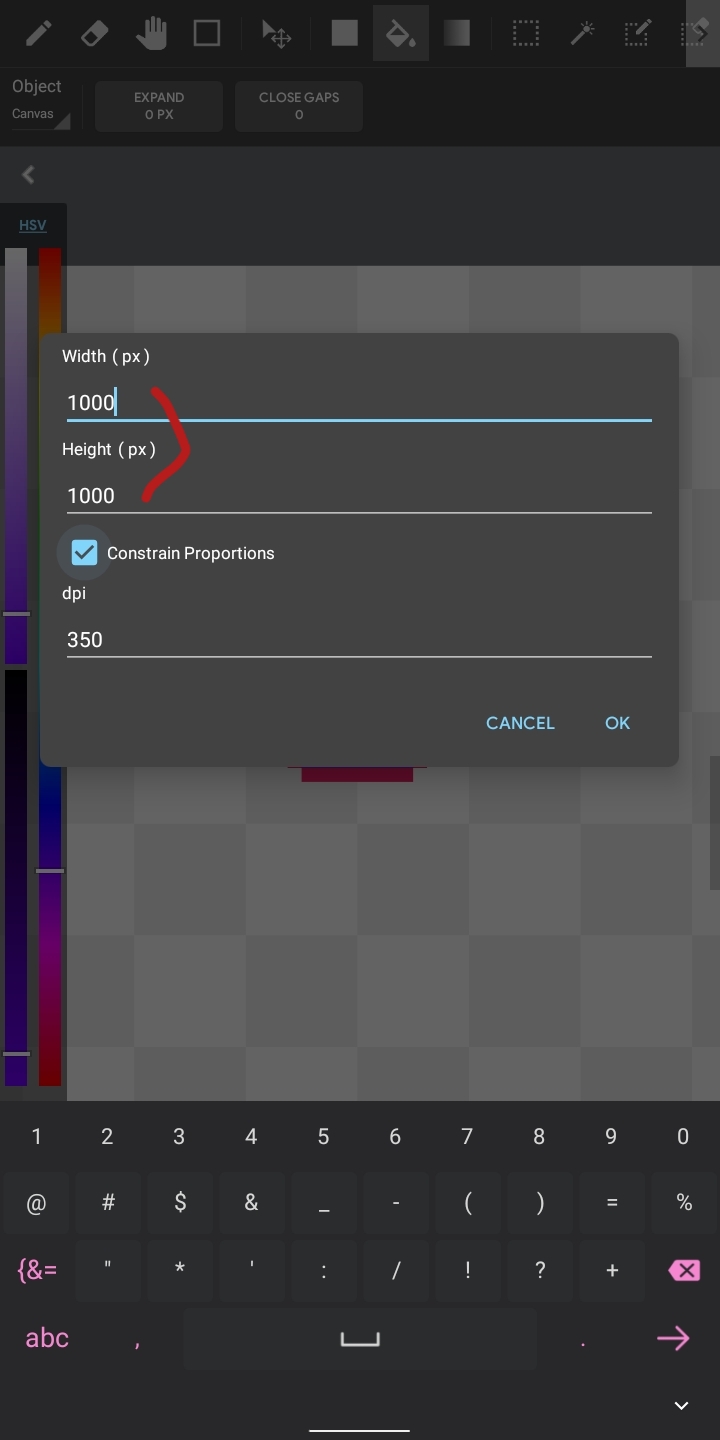 Object
Canvas
EXPAND
0 PX
CLOSE GAPS
0
HSV
Width ( px )
1000
Height ( px )
1000
Constrain Proportions
dpi
350
CANCEL OK
1 2 3 4 5 6 7 8 9 0
@ # $ & _ - ( ) = %
{&= " * ' : / ! ? +
abc , .